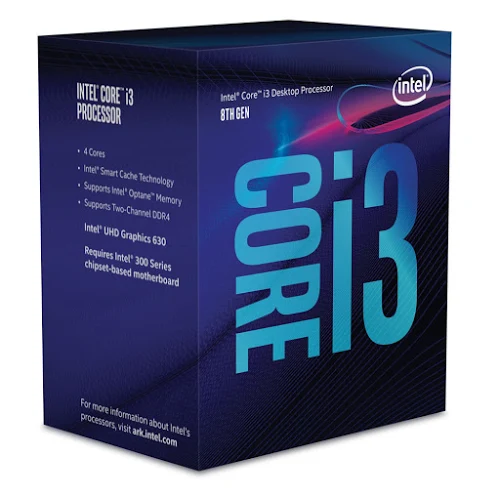 INTEL® CORE™ i3
PROCESSOR
• 4 Cores
• Intel® Smart Cache Technology
• Supports Intel® Optane™ Memory
• Supports Two-Channel DDR4
Intel® UHD Graphics 630
Requires Intel® 300 Series
chipset-based motherboard
For more information about Intel's
processors, visit ark.intel.com
Intel® Core™ i3 Desktop Processor
8TH GEN
intel
CORE i3